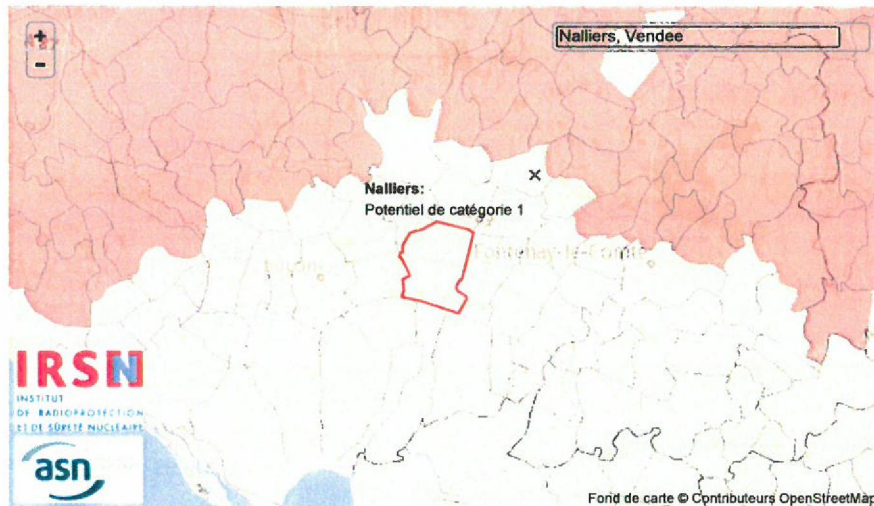 +
-
Nalliers, Vendee
x
Nalliers:
Potentiel de catégorie 1
Fontenay-le-Comte
IRSN
INSTITUT
DE RADIOPROTECTION
ET DE SÛRETÉ NUCLÉAIRE
asn
Fond de carte © Contributeurs OpenStreetMap